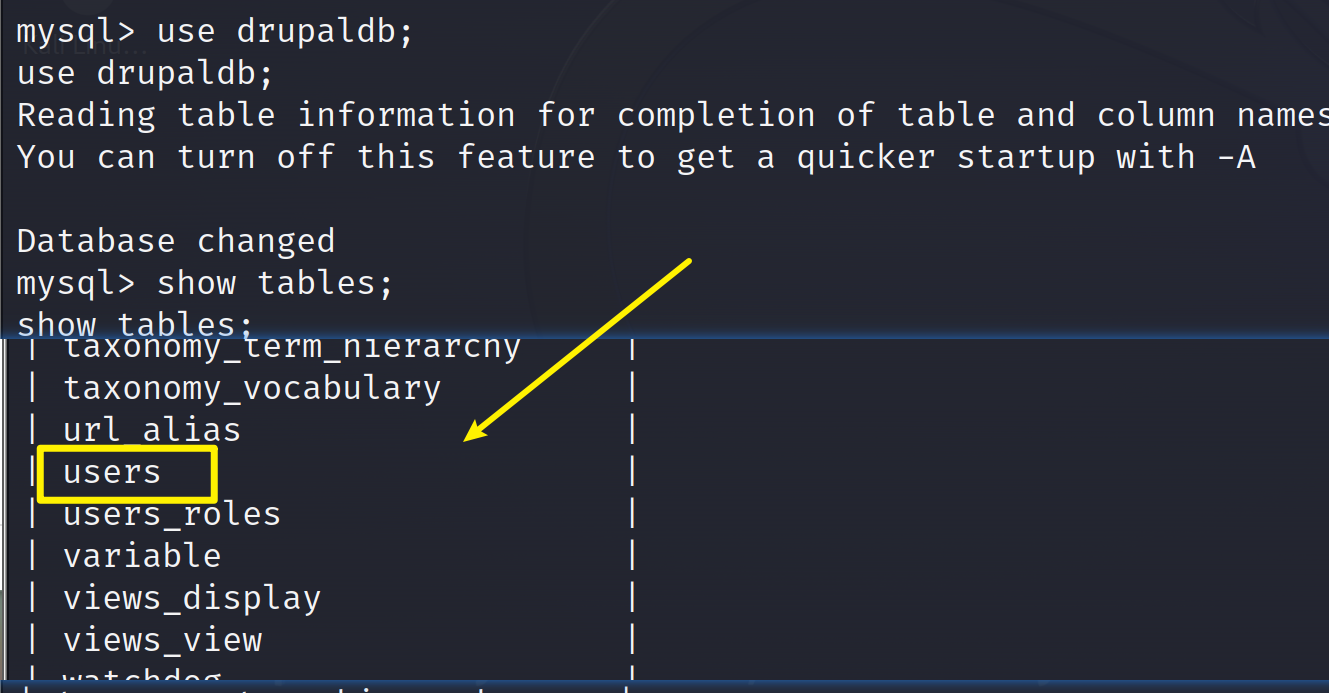 mysql> use drupaldb;
use drupaldb;
Reading table information for completion of table and column names
You can turn off this feature to get a quicker startup with -A
Database changed
mysql> show tables;
show tables;
| taxonomy_term_hierarchy |
| taxonomy_vocabulary |
| url_alias |
| users |
| users_roles |
| variable |
| views_display |
| views_view |
| watchdog |